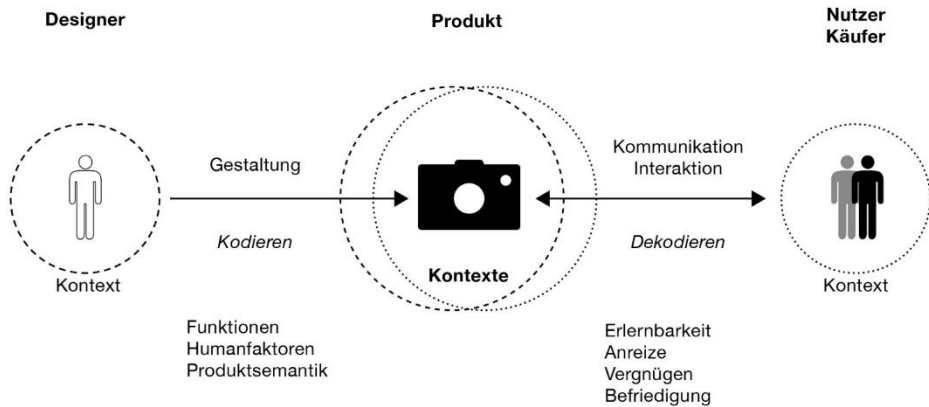 Designer
Produkt
Nutzer
Käufer
Gestaltung
Kodieren
Kontext
Kontexte
Kommunikation
Interaktion
Dekodieren
Kontext
Funktionen
Humanfaktoren
Produktsemantik
Erlernbarkeit
Anreize
Vergnügen
Befriedigung